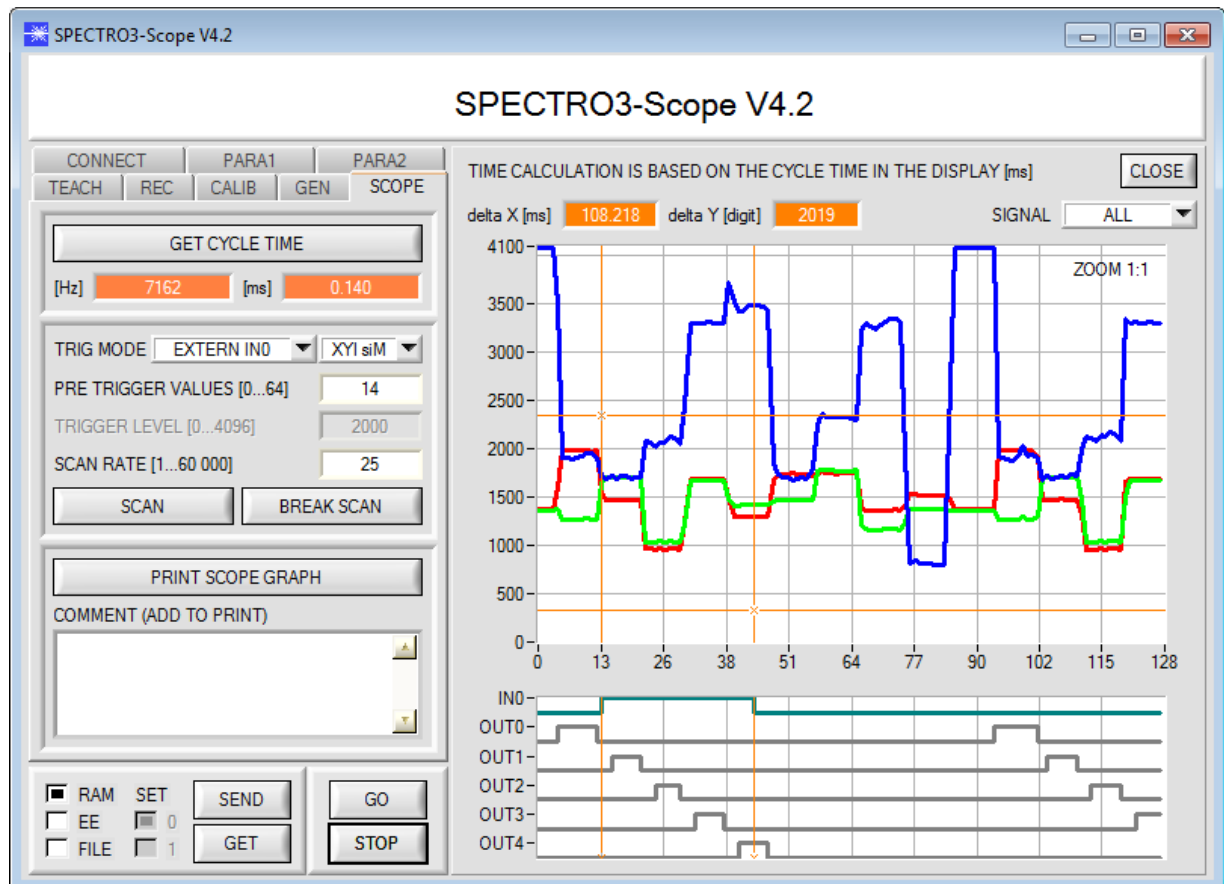 SPECTRO3-Scope V4.2
SPECTRO3-Scope V4.2
CONNECT PARA1 PARA2
TEACH REC CALIB GEN SCOPE
GET CYCLE TIME
[Hz] 7162 [ms] 0.140
TRIG MODE EXTERN IN0 XYI siM
PRE TRIGGER VALUES [0...64] 14
TRIGGER LEVEL [0...4096] 2000
SCAN RATE [1...60 000] 25
SCAN BREAK SCAN
PRINT SCOPE GRAPH
COMMENT (ADD TO PRINT)
RAM SET
EE 0
FILE 1
SEND
GET
GO
STOP
TIME CALCULATION IS BASED ON THE CYCLE TIME IN THE DISPLAY [ms] CLOSE
delta X [ms] 108.218 delta Y [digit] 2019 SIGNAL ALL
ZOOM 1:1
4100
3500
3000
2500
2000
1500
1000
500
0
0 13 26 38 51 64 77 90 102 115 128
IN0
OUT0
OUT1
OUT2
OUT3
OUT4